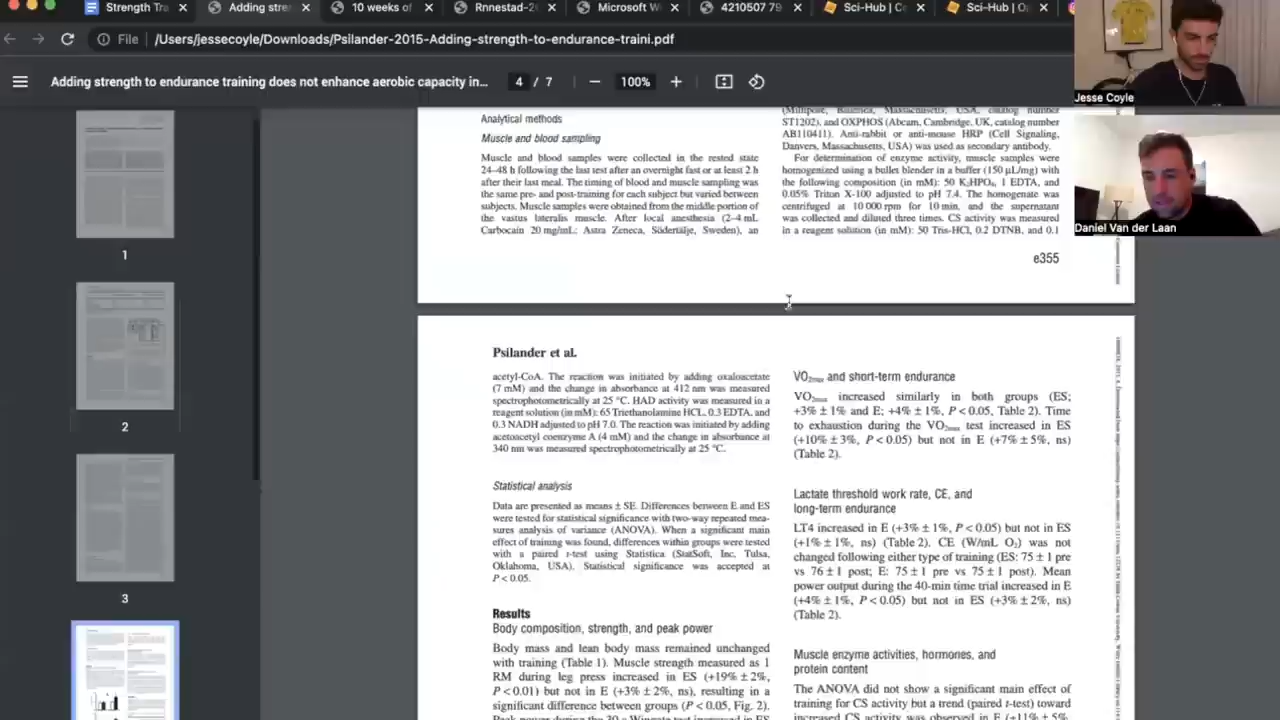 Strength Tra
Adding stren
10 weeks of
Rnnestad-2
Microsoft W
4210507 79
Sci-Hub | C
Sci-Hub | O
File
/Users/jessecoyle/Downloads/Psilander-2015-Adding-strength-to-endurance-traini.pdf
Adding strength to endurance training does not enhance aerobic capacity in...
4 / 7
100%
Jesse Coyle
Daniel Van der Laan
1
2
3
Analytical methods
Muscle and blood sampling
Muscle and blood samples were collected in the rested state
24–48 h following the last test after an overnight fast or at least 2 h
after their last meal. The timing of blood and muscle sampling was
the same pre- and post-training for each subject but varied between
subjects. Muscle samples were obtained from the middle portion of
the vastus lateralis muscle. After local anesthesia (2–4 mL
Carbocain 20 mg/mL; Astra Zeneca, Södertälje, Sweden), an
(Millipore, Billerica, Massachusetts, USA, catalog number
ST1202), and OXPHOS (Abcam, Cambridge, UK, catalog number
AB110411). Anti-rabbit or anti-mouse HRP (Cell Signaling,
Danvers, Massachusetts, USA) was used as secondary antibody.
For determination of enzyme activity, muscle samples were
homogenized using a bullet blender in a buffer (150 µL/mg) with
the following composition (in mM): 50 K₂HPO₄, 1 EDTA, and
0.05% Triton X-100 adjusted to pH 7.4. The homogenate was
centrifuged at 10 000 rpm for 10 min, and the supernatant
was collected and diluted three times. CS activity was measured
in a reagent solution (in mM): 50 Tris-HCl, 0.2 DTNB, and 0.1
e355
Psilander et al.
acetyl-CoA. The reaction was initiated by adding oxaloacetate
(7 mM) and the change in absorbance at 412 nm was measured
spectrophotometrically at 25 °C. HAD activity was measured in a
reagent solution (in mM): 65 Triethanolamine HCL, 0.3 EDTA, and
0.3 NADH adjusted to pH 7.0. The reaction was initiated by adding
acetoacetyl coenzyme A (4 mM) and the change in absorbance at
340 nm was measured spectrophotometrically at 25 °C.
Statistical analysis
Data are presented as means ± SE. Differences between E and ES
were tested for statistical significance with two-way repeated mea-
sures analysis of variance (ANOVA). When a significant main
effect of training was found, differences within groups were tested
with a paired t-test using Statistica (StatSoft, Inc, Tulsa,
Oklahoma, USA). Statistical significance was accepted at
P < 0.05.
Results
Body composition, strength, and peak power
Body mass and lean body mass remained unchanged
with training (Table 1). Muscle strength measured as 1
RM during leg press increased in ES (+19% ± 2%,
P < 0.01) but not in E (+3% ± 2%, ns), resulting in a
significant difference between groups (P < 0.05, Fig. 2).
Peak power during the 30-s Wingate test increased in ES
VO₂max and short-term endurance
VO₂max increased similarly in both groups (ES;
+3% ± 1% and E; +4% ± 1%, P < 0.05, Table 2). Time
to exhaustion during the VO₂max test increased in ES
(+10% ± 3%, P < 0.05) but not in E (+7% ± 5%, ns)
(Table 2).
Lactate threshold work rate, CE, and
long-term endurance
LT4 increased in E (+3% ± 1%, P < 0.05) but not in ES
(+1% ± 1%, ns) (Table 2). CE (W/mL O₂) was not
changed following either type of training (ES: 75 ± 1 pre
vs 76 ± 1 post; E: 75 ± 1 pre vs 75 ± 1 post). Mean
power output during the 40-min time trial increased in E
(+4% ± 1%, P < 0.05) but not in ES (+3% ± 2%, ns)
(Table 2).
Muscle enzyme activities, hormones, and
protein content
The ANOVA did not show a significant main effect of
training for CS activity but a trend (paired t-test) toward
increased CS activity was observed in E (+11% ± 5%,